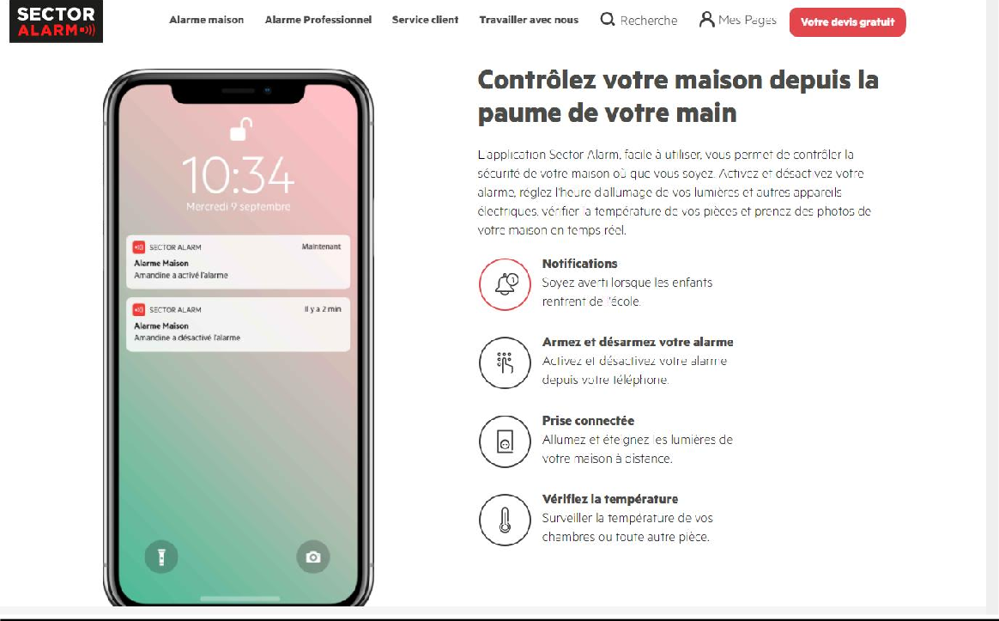 SECTOR
ALARM
Alarme maison
Alarme Professionnel
Service client
Travailler avec nous
Recherche
Mes Pages
Votre devis gratuit
10:34
Mercredi 9 septembre
SECTOR ALARM
Maintenant
Alarme Maison
Amandine a activé l'alarme
SECTOR ALARM
Il y a 2 min
Alarme Maison
Amandine a désactivé l'alarme
Contrôlez votre maison depuis la
paume de votre main
L'application Sector Alarm, facile à utiliser, vous permet de contrôler la
sécurité de votre maison où que vous soyez. Activez et désactivez votre
alarme, réglez l'heure d'allumage de vos lumières et autres appareils
électriques, vérifier la température de vos pièces et prenez des photos de
votre maison en temps réel.
1
Notifications
Soyez averti lorsque les enfants
rentrent de l'école.
Armez et désarmez votre alarme
Activez et désactivez votre alarme
depuis votre téléphone.
Prise connectée
Allumez et éteignez les lumières de
votre maison à distance.
Vérifiez la température
Surveiller la température de vos
chambres ou toute autre pièce.